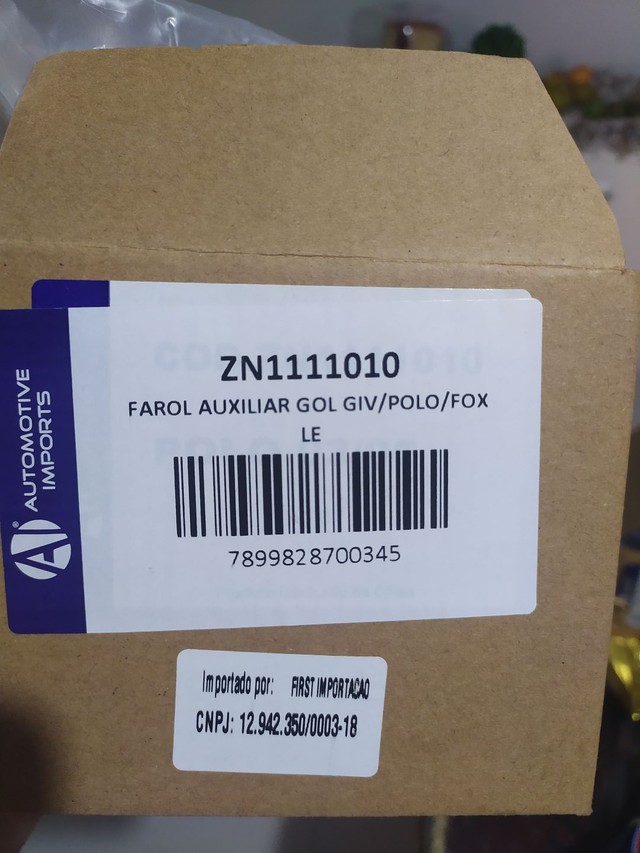 AUTOMOTIVE
IMPORTS
ZN1111010
FAROL AUXILIAR GOL GIV/POLO/FOX
LE
7899828700345
Importado por: FIRST IMPORTACAO
CNPJ: 12.942.350/0003-18